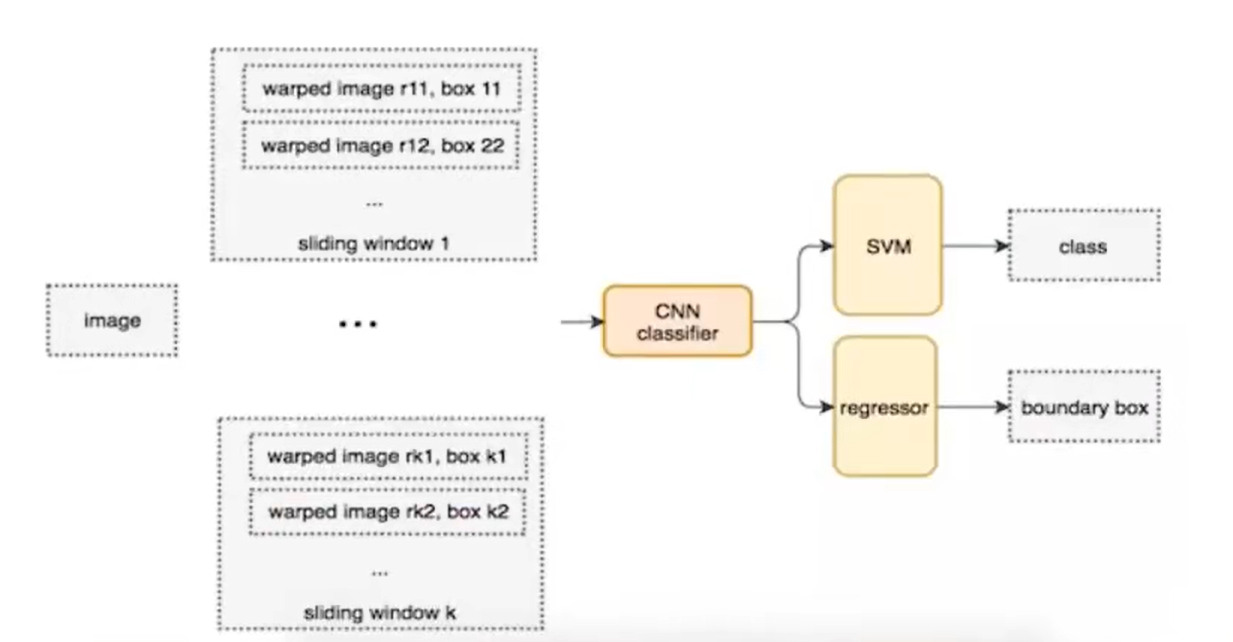 warped image r11, box 11
warped image r12, box 22
...
sliding window 1
image
...
warped image rk1, box k1
warped image rk2, box k2
...
sliding window k
CNN
classifier
SVM
class
regressor
boundary box